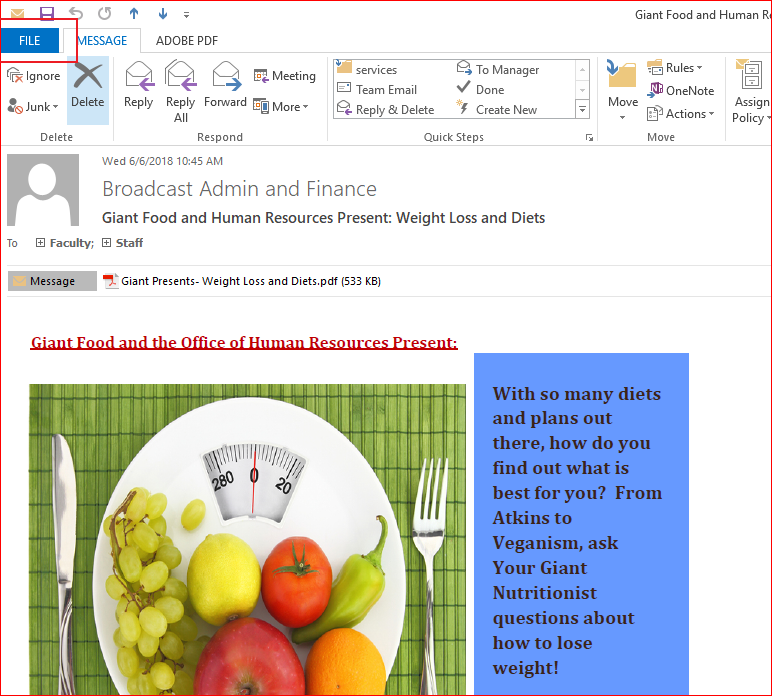 Giant Food and Human Re
FILE MESSAGE ADOBE PDF
Ignore
Junk
Delete
Reply
Reply All
Forward
Meeting
More
services
Team Email
Reply & Delete
To Manager
Done
Create New
Move
Rules
OneNote
Actions
Assign
Policy
Delete Respond Quick Steps Move
Wed 6/6/2018 10:45 AM
Broadcast Admin and Finance
Giant Food and Human Resources Present: Weight Loss and Diets
To Faculty; Staff
Message Giant Presents- Weight Loss and Diets.pdf (533 KB)
Giant Food and the Office of Human Resources Present:
With so many diets
and plans out
there, how do you
find out what is
best for you? From
Atkins to
Veganism, ask
Your Giant
Nutritionist
questions about
how to lose
weight!
280 0 20